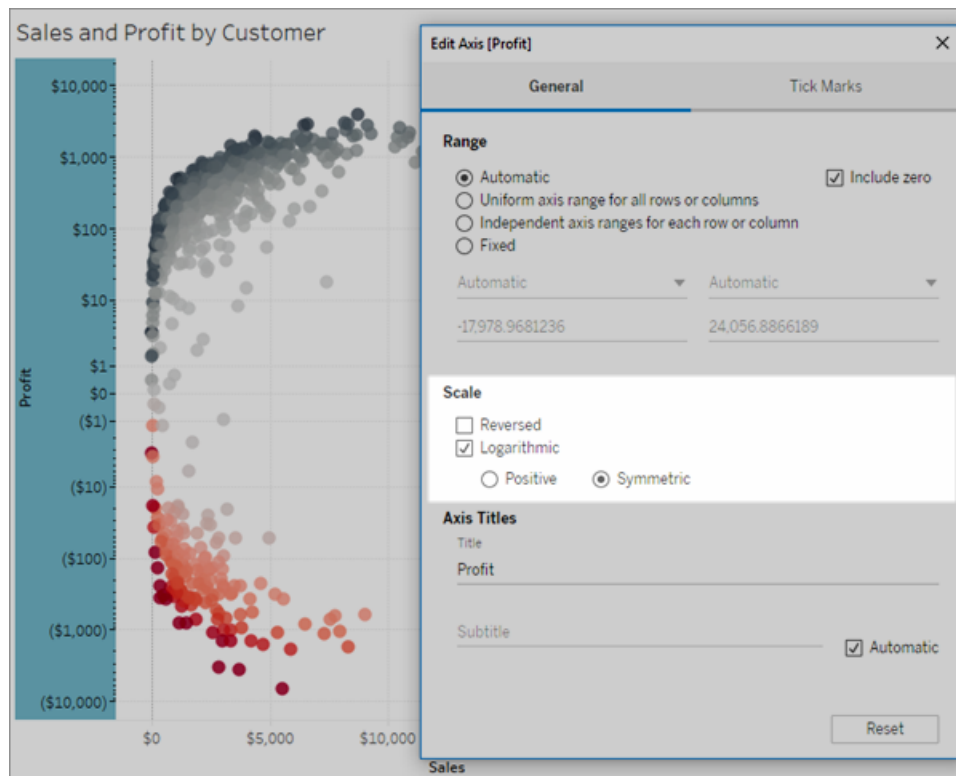 Sales and Profit by Customer
$10,000
$1,000
$100
$10
$1
$0
($1)
($10)
($100)
($1,000)
($10,000)
Profit
$0
$5,000
$10,000
Sales
Edit Axis [Profit]
General
Tick Marks
Range
Automatic
Include zero
Uniform axis range for all rows or columns
Independent axis ranges for each row or column
Fixed
Automatic
Automatic
-17,978.9681236
24,056.8866189
Scale
Reversed
Logarithmic
Positive
Symmetric
Axis Titles
Title
Profit
Subtitle
Automatic
Reset